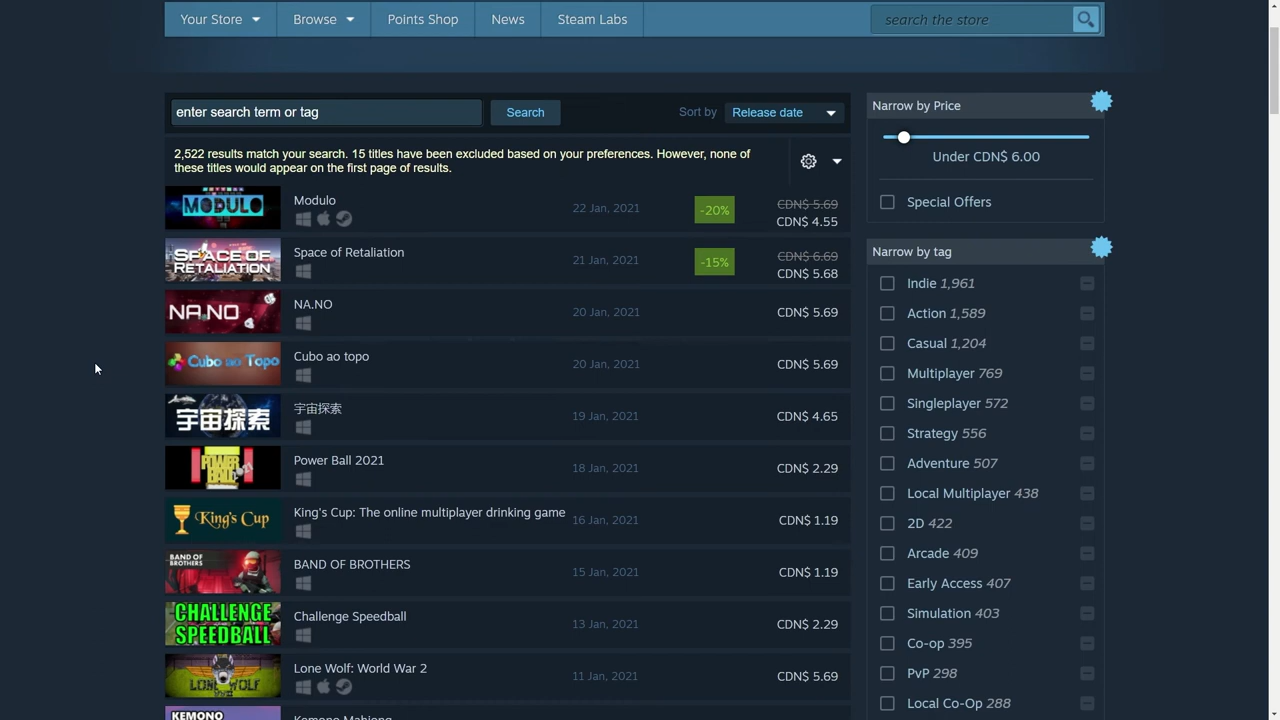 Your Store Browse Points Shop News Steam Labs search the store
enter search term or tag Search Sort by Release date
2,522 results match your search. 15 titles have been excluded based on your preferences. However, none of
these titles would appear on the first page of results.
MODULO Modulo 22 Jan, 2021 -20% CDN$ 5.69
CDN$ 4.55
SPACE OF
RETALIATION Space of Retaliation 21 Jan, 2021 -15% CDN$ 6.69
CDN$ 5.68
NA.NO NA.NO 20 Jan, 2021 CDN$ 5.69
Cubo ao Topo Cubo ao topo 20 Jan, 2021 CDN$ 5.69
宇宙探索 宇宙探索 19 Jan, 2021 CDN$ 4.65
POWER
BALL Power Ball 2021 18 Jan, 2021 CDN$ 2.29
King's Cup King's Cup: The online multiplayer drinking game 16 Jan, 2021 CDN$ 1.19
BAND OF
BROTHERS BAND OF BROTHERS 15 Jan, 2021 CDN$ 1.19
CHALLENGE
SPEEDBALL Challenge Speedball 13 Jan, 2021 CDN$ 2.29
LONE WOLF Lone Wolf: World War 2 11 Jan, 2021 CDN$ 5.69
KEMONO Kemono Mahjong
Narrow by Price
Under CDN$ 6.00
Special Offers
Narrow by tag
Indie 1,961
Action 1,589
Casual 1,204
Multiplayer 769
Singleplayer 572
Strategy 556
Adventure 507
Local Multiplayer 438
2D 422
Arcade 409
Early Access 407
Simulation 403
Co-op 395
PvP 298
Local Co-Op 288